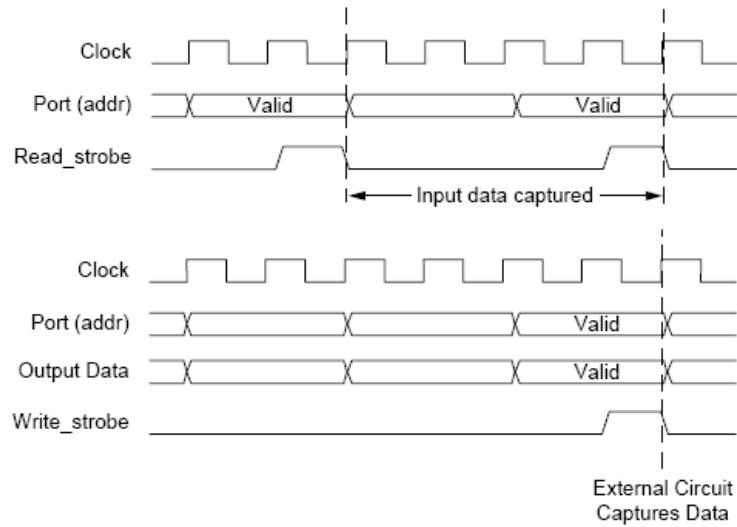 Clock
Port (addr) Valid Valid
Read_strobe
Input data captured
Clock
Port (addr) Valid
Output Data Valid
Write_strobe
External Circuit
Captures Data